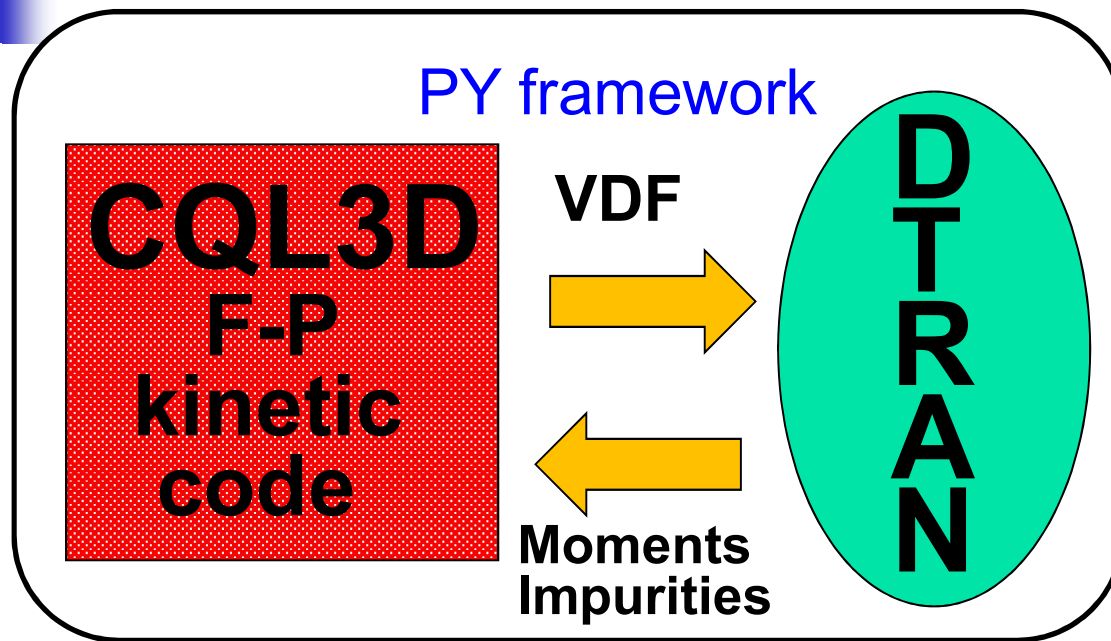 PY framework
CQL3D
F-P
kinetic
code
VDF
Moments
Impurities
D
T
R
A
N